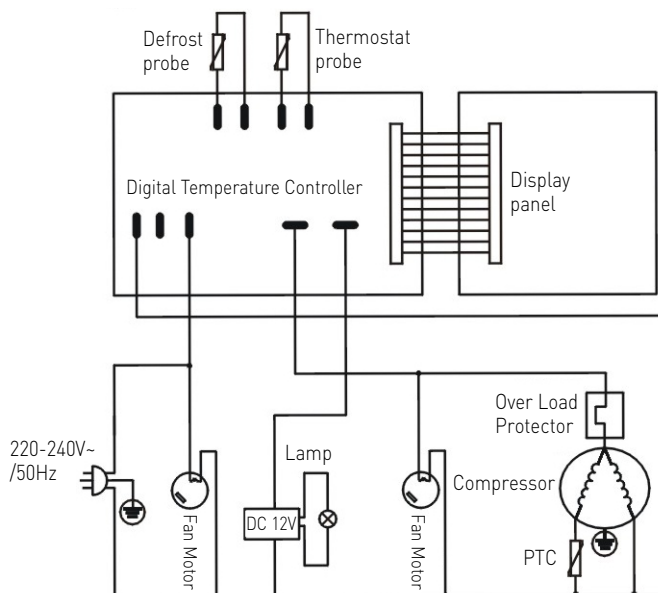 Defrost
probe
Thermostat
probe
Digital Temperature Controller
Display
panel
Over Load
Protector
220-240V~
/50Hz
Lamp
Compressor
DC 12V
Fan Motor
Fan Motor
PTC